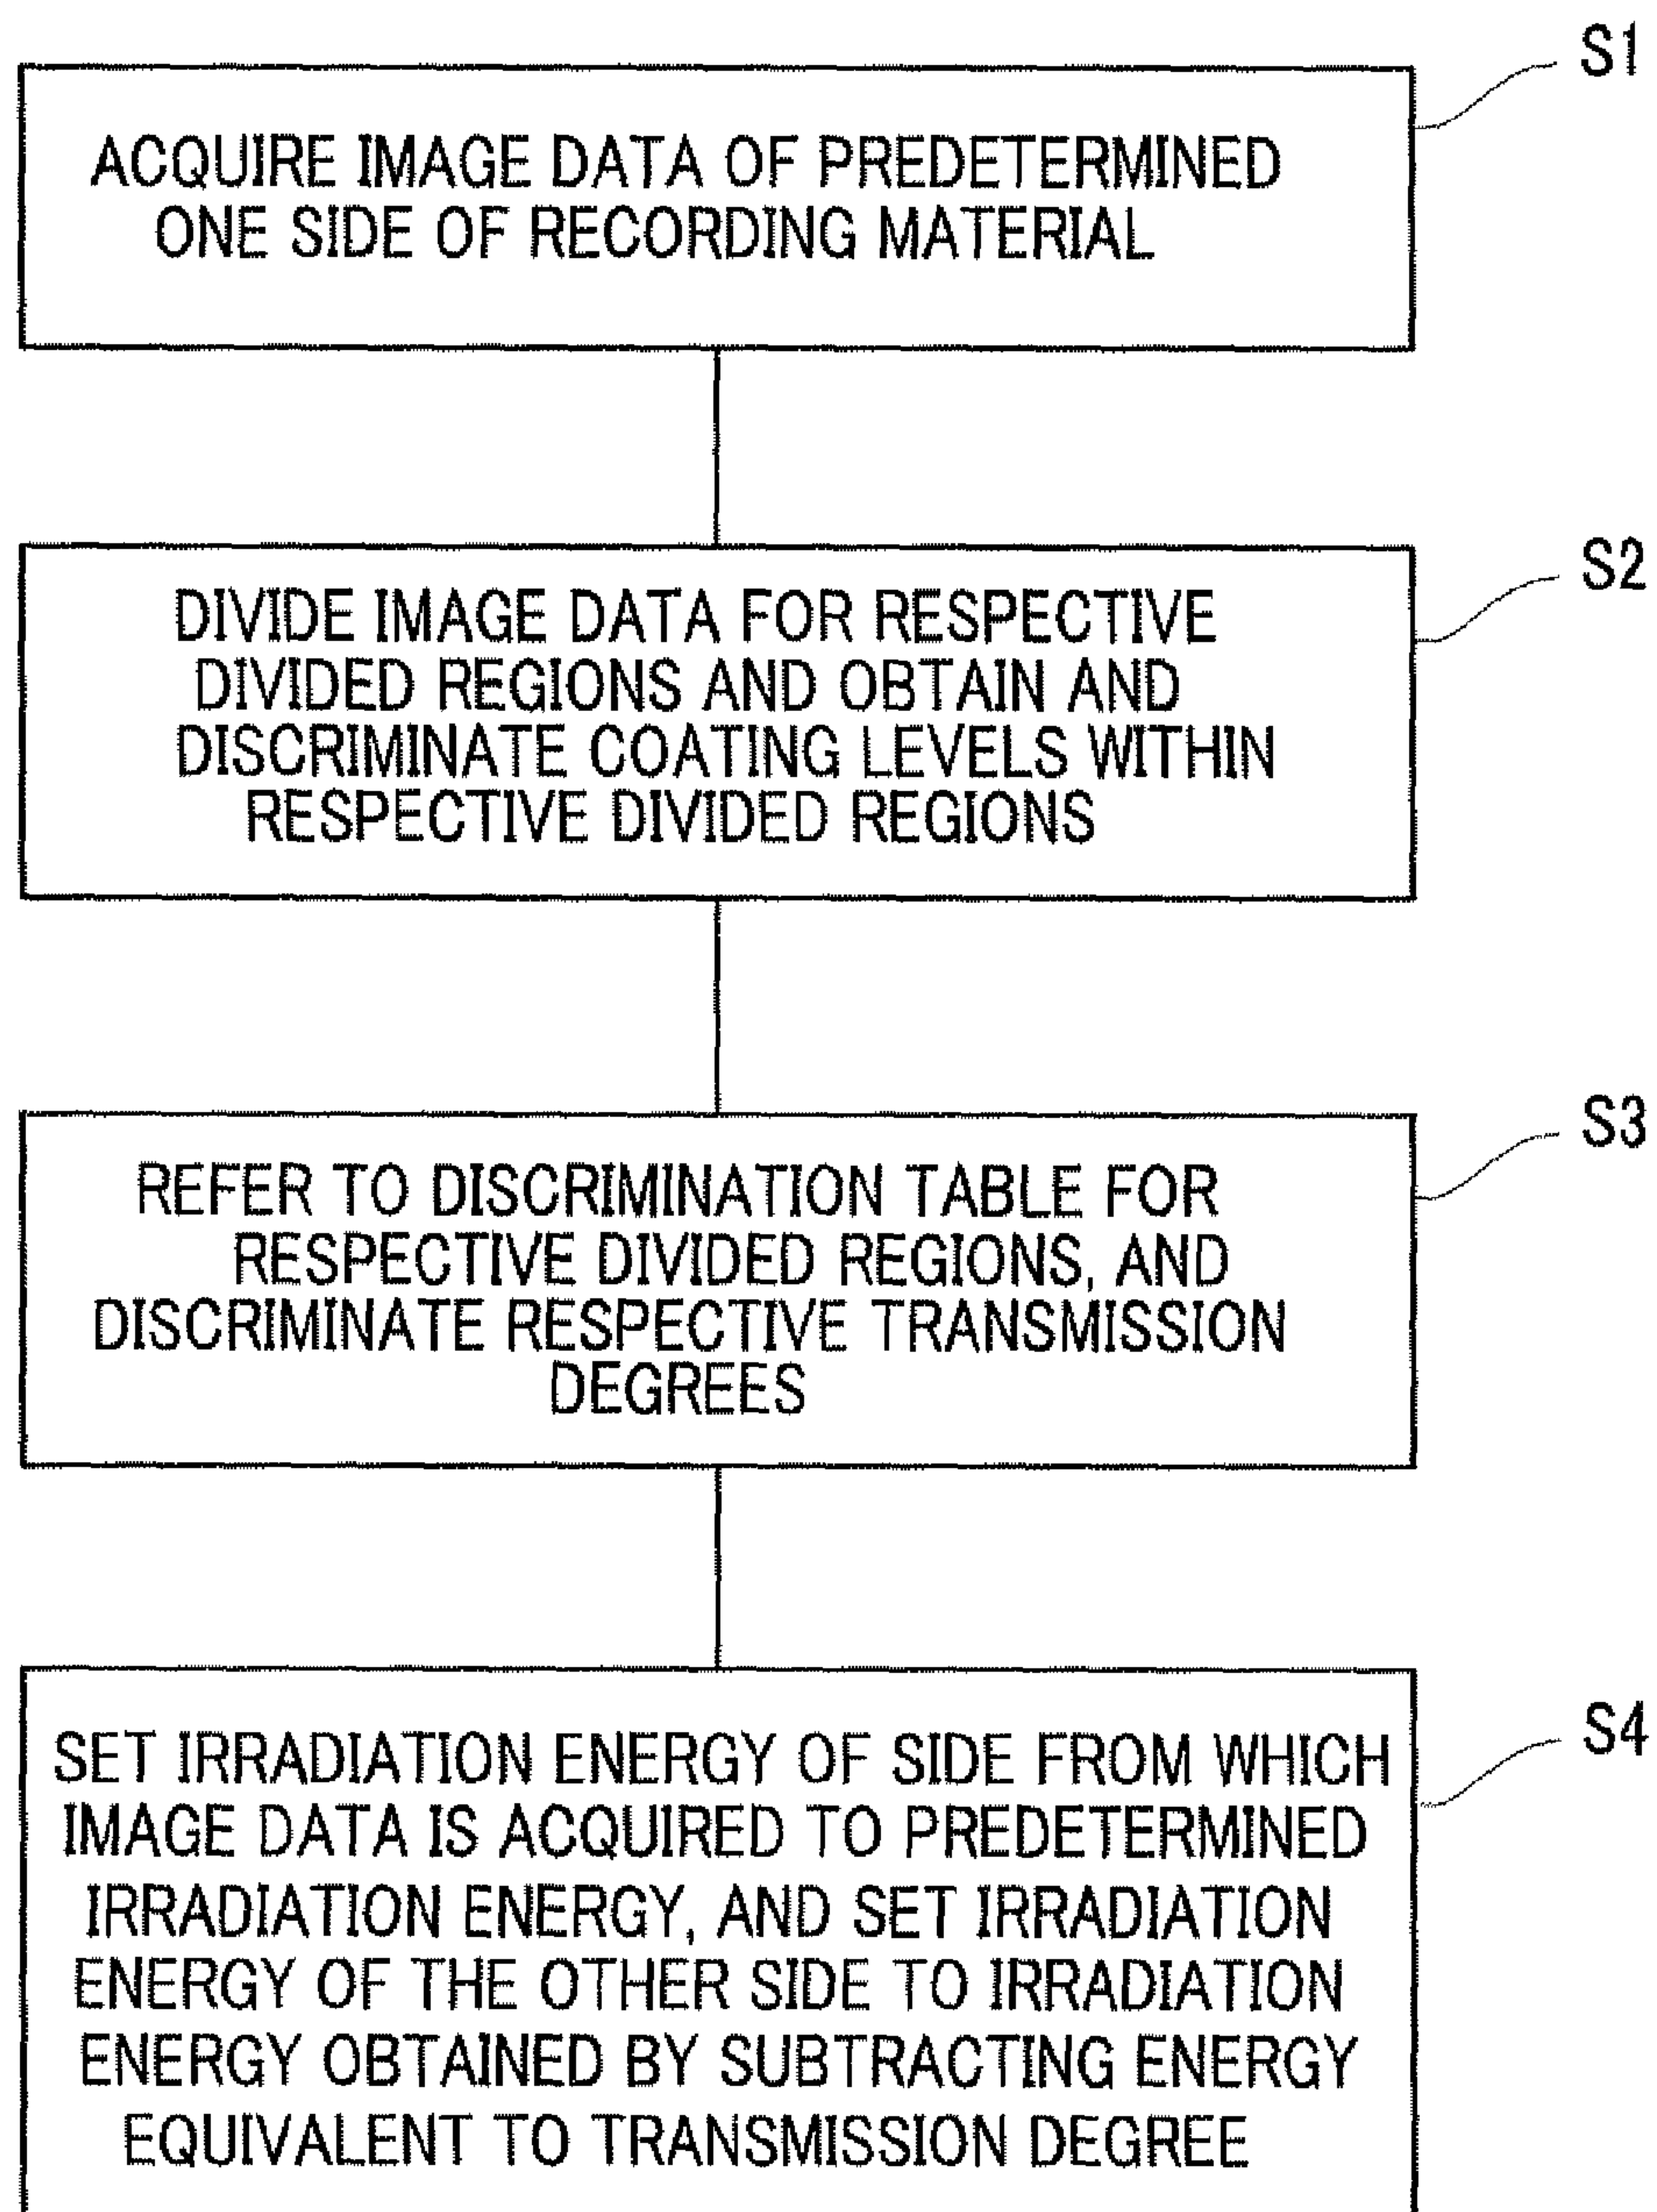 S1
ACQUIRE IMAGE DATA OF PREDETERMINED
ONE SIDE OF RECORDING MATERIAL
S2
DIVIDE IMAGE DATA FOR RESPECTIVE
DIVIDED REGIONS AND OBTAIN AND
DISCRIMINATE COATING LEVELS WITHIN
RESPECTIVE DIVIDED REGIONS
S3
REFER TO DISCRIMINATION TABLE FOR
RESPECTIVE DIVIDED REGIONS, AND
DISCRIMINATE RESPECTIVE TRANSMISSION
DEGREES
S4
SET IRRADIATION ENERGY OF SIDE FROM WHICH
IMAGE DATA IS ACQUIRED TO PREDETERMINED
IRRADIATION ENERGY, AND SET IRRADIATION
ENERGY OF THE OTHER SIDE TO IRRADIATION
ENERGY OBTAINED BY SUBTRACTING ENERGY
EQUIVALENT TO TRANSMISSION DEGREE